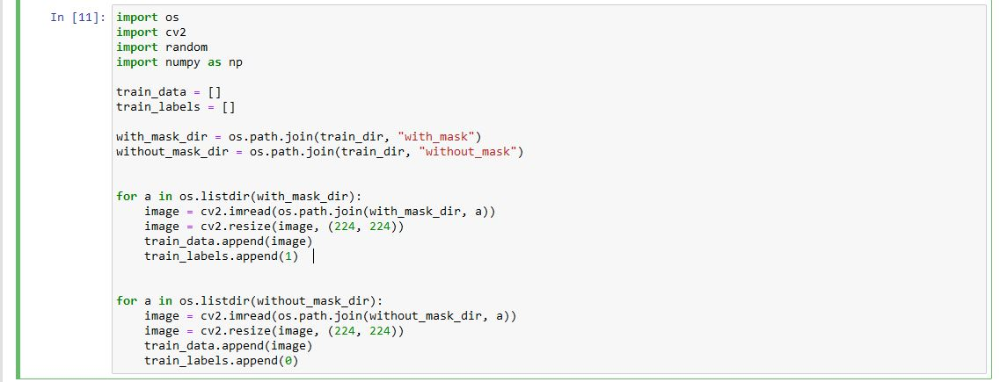 In [11]: import os
import cv2
import random
import numpy as np
train_data = []
train_labels = []
with_mask_dir = os.path.join(train_dir, "with_mask")
without_mask_dir = os.path.join(train_dir, "without_mask")
for a in os.listdir(with_mask_dir):
    image = cv2.imread(os.path.join(with_mask_dir, a))
    image = cv2.resize(image, (224, 224))
    train_data.append(image)
    train_labels.append(1)
for a in os.listdir(without_mask_dir):
    image = cv2.imread(os.path.join(without_mask_dir, a))
    image = cv2.resize(image, (224, 224))
    train_data.append(image)
    train_labels.append(0)